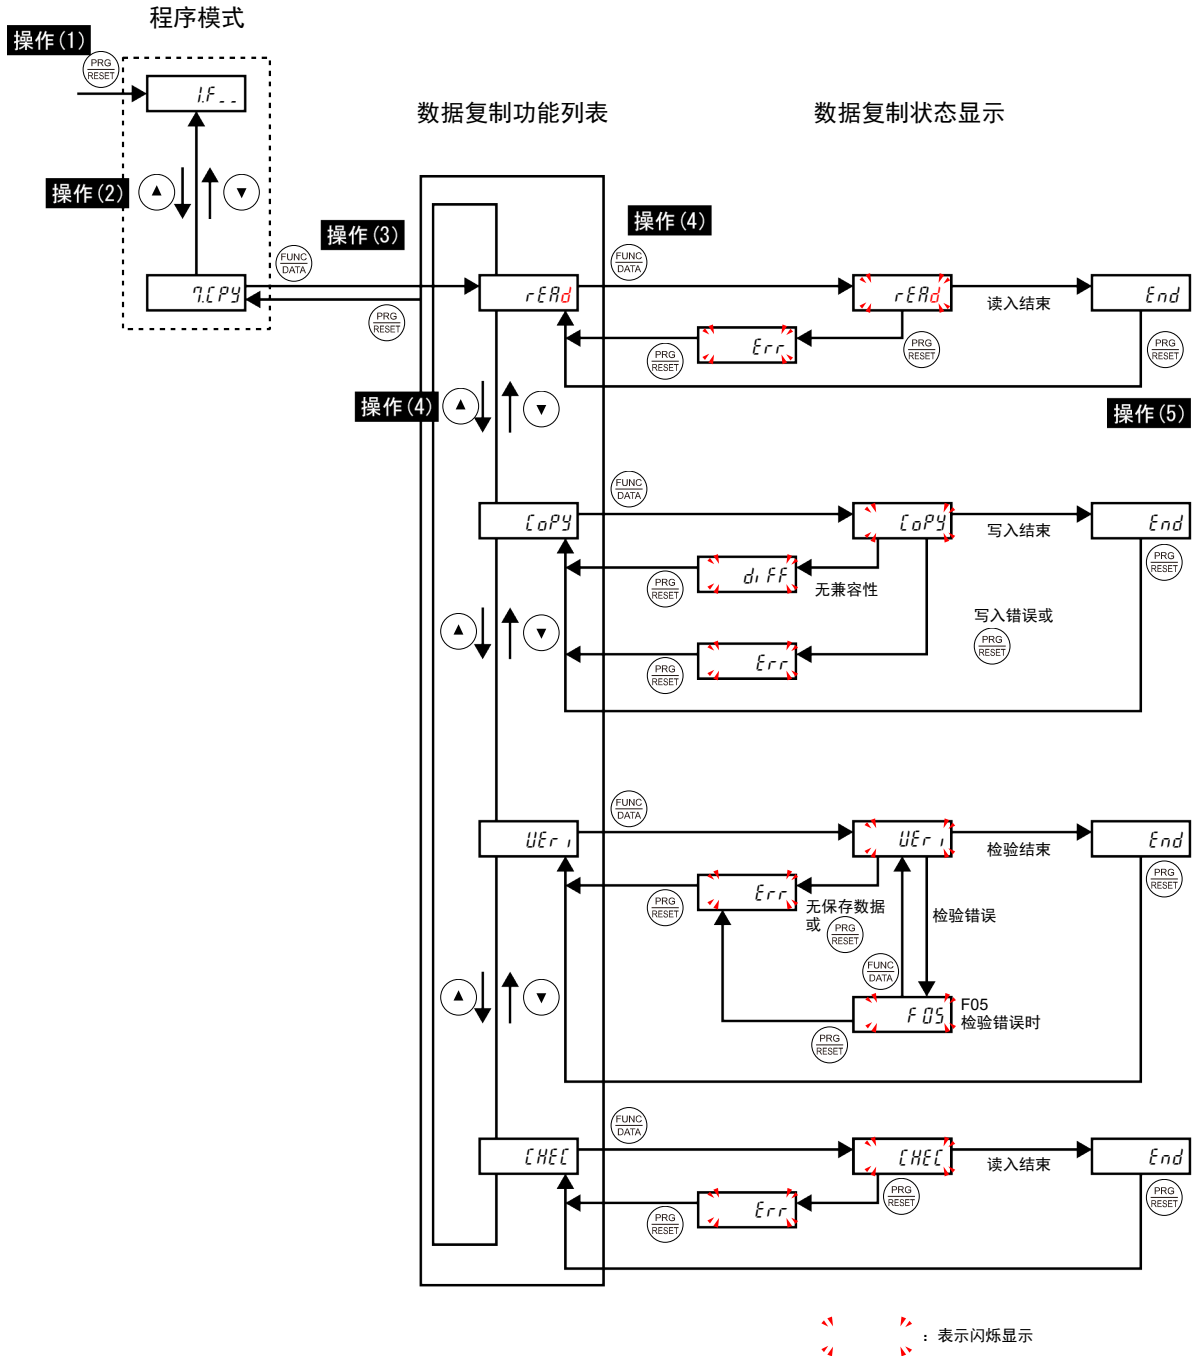 程序模式
操作(1)
PRG
RESET
1.F_ _
数据复制功能列表
数据复制状态显示
操作(2)
操作(3)
操作(4)
FUNC
DATA
FUNC
DATA
7.CPY
rEAd
rEAd
读入结束
End
PRG
RESET
Err
PRG
RESET
PRG
RESET
PRG
RESET
操作(4)
操作(5)
FUNC
DATA
CoPY
CoPY
写入结束
End
PRG
RESET
diFF
无兼容性
PRG
RESET
写入错误或
PRG
RESET
Err
PRG
RESET
FUNC
DATA
VEri
VEri
检验结束
End
PRG
RESET
Err
PRG
RESET
无保存数据
或
PRG
RESET
检验错误
FUNC
DATA
F05
F05
检验错误时
PRG
RESET
FUNC
DATA
CHEC
CHEC
读入结束
End
PRG
RESET
PRG
RESET
Err
PRG
RESET
：表示闪烁显示